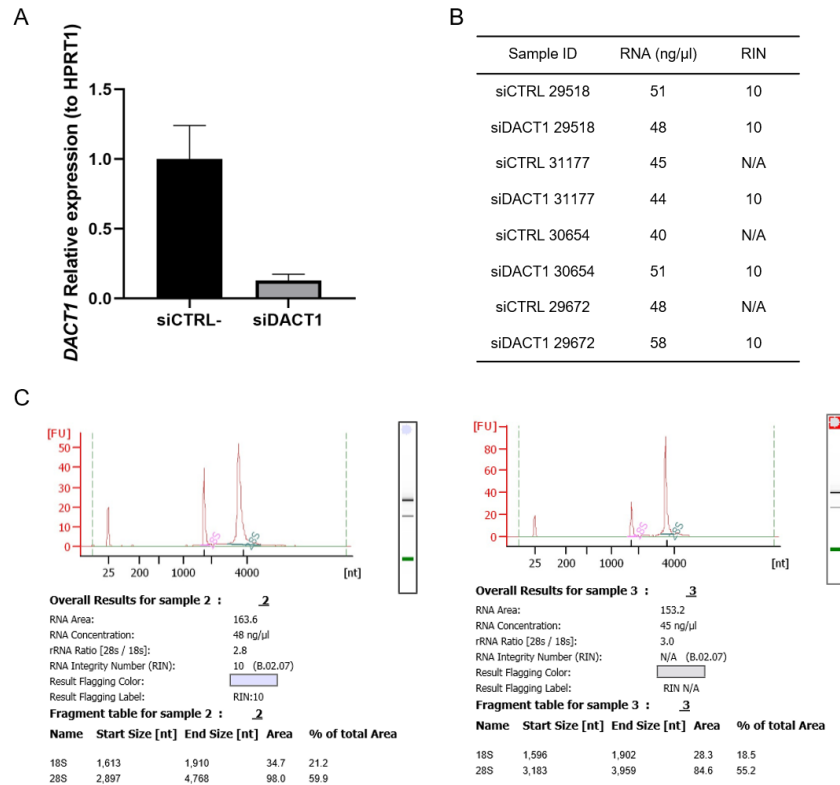 A
DACT1 Relative expression (to HPRT1)
1.5
1.0
0.5
0.0
siCTRL- siDACT1
B
Sample ID RNA (ng/µl) RIN
siCTRL 29518 51 10
siDACT1 29518 48 10
siCTRL 31177 45 N/A
siDACT1 31177 44 10
siCTRL 30654 40 N/A
siDACT1 30654 51 10
siCTRL 29672 48 N/A
siDACT1 29672 58 10
C
[FU]
50
40
30
20
10
0
18S
28S
25 200 1000 4000 [nt]
Overall Results for sample 2 : 2
RNA Area: 163.6
RNA Concentration: 48 ng/µl
rRNA Ratio [28s / 18s]: 2.8
RNA Integrity Number (RIN): 10 (B.02.07)
Result Flagging Color:
Result Flagging Label: RIN:10
Fragment table for sample 2 : 2
Name Start Size [nt] End Size [nt] Area % of total Area
18S 1,613 1,910 34.7 21.2
28S 2,897 4,768 98.0 59.9
[FU]
80
60
40
20
0
18S
28S
25 200 1000 4000 [nt]
Overall Results for sample 3 : 3
RNA Area: 153.2
RNA Concentration: 45 ng/µl
rRNA Ratio [28s / 18s]: 3.0
RNA Integrity Number (RIN): N/A (B.02.07)
Result Flagging Color:
Result Flagging Label: RIN N/A
Fragment table for sample 3 : 3
Name Start Size [nt] End Size [nt] Area % of total Area
18S 1,596 1,902 28.3 18.5
28S 3,183 3,959 84.6 55.2